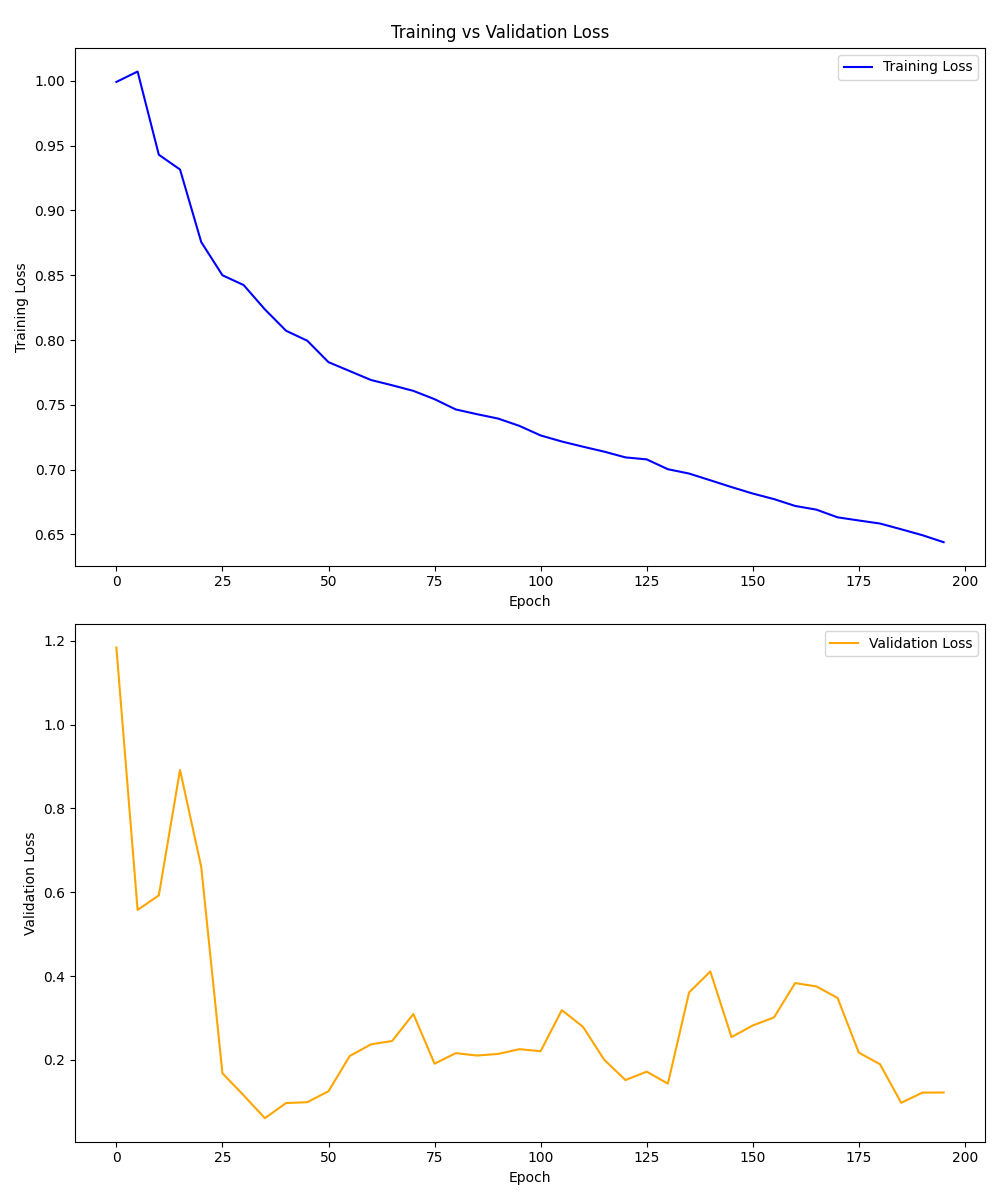 Training vs Validation Loss
Training Loss
1.00
0.95
0.90
0.85
0.80
0.75
0.70
0.65
Training Loss
0 25 50 75 100 125 150 175 200
Epoch
Validation Loss
1.2
1.0
0.8
0.6
0.4
0.2
Validation Loss
0 25 50 75 100 125 150 175 200
Epoch